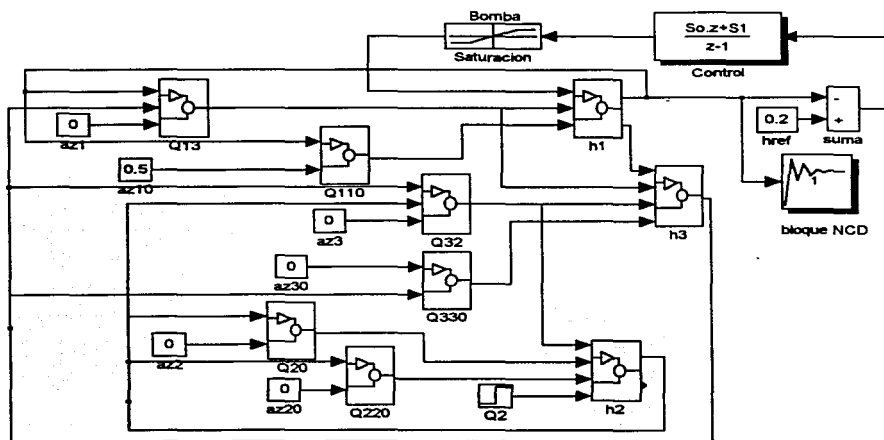 Bomba
Saturacion
So.z+S1
z-1
Control
0
az1
Q13
0.5
az10
Q110
h1
0.2
href
-
+
suma
1
bloque NCD
0
az3
Q32
h3
0
az30
Q330
0
az2
Q20
0
az20
Q220
Q2
h2